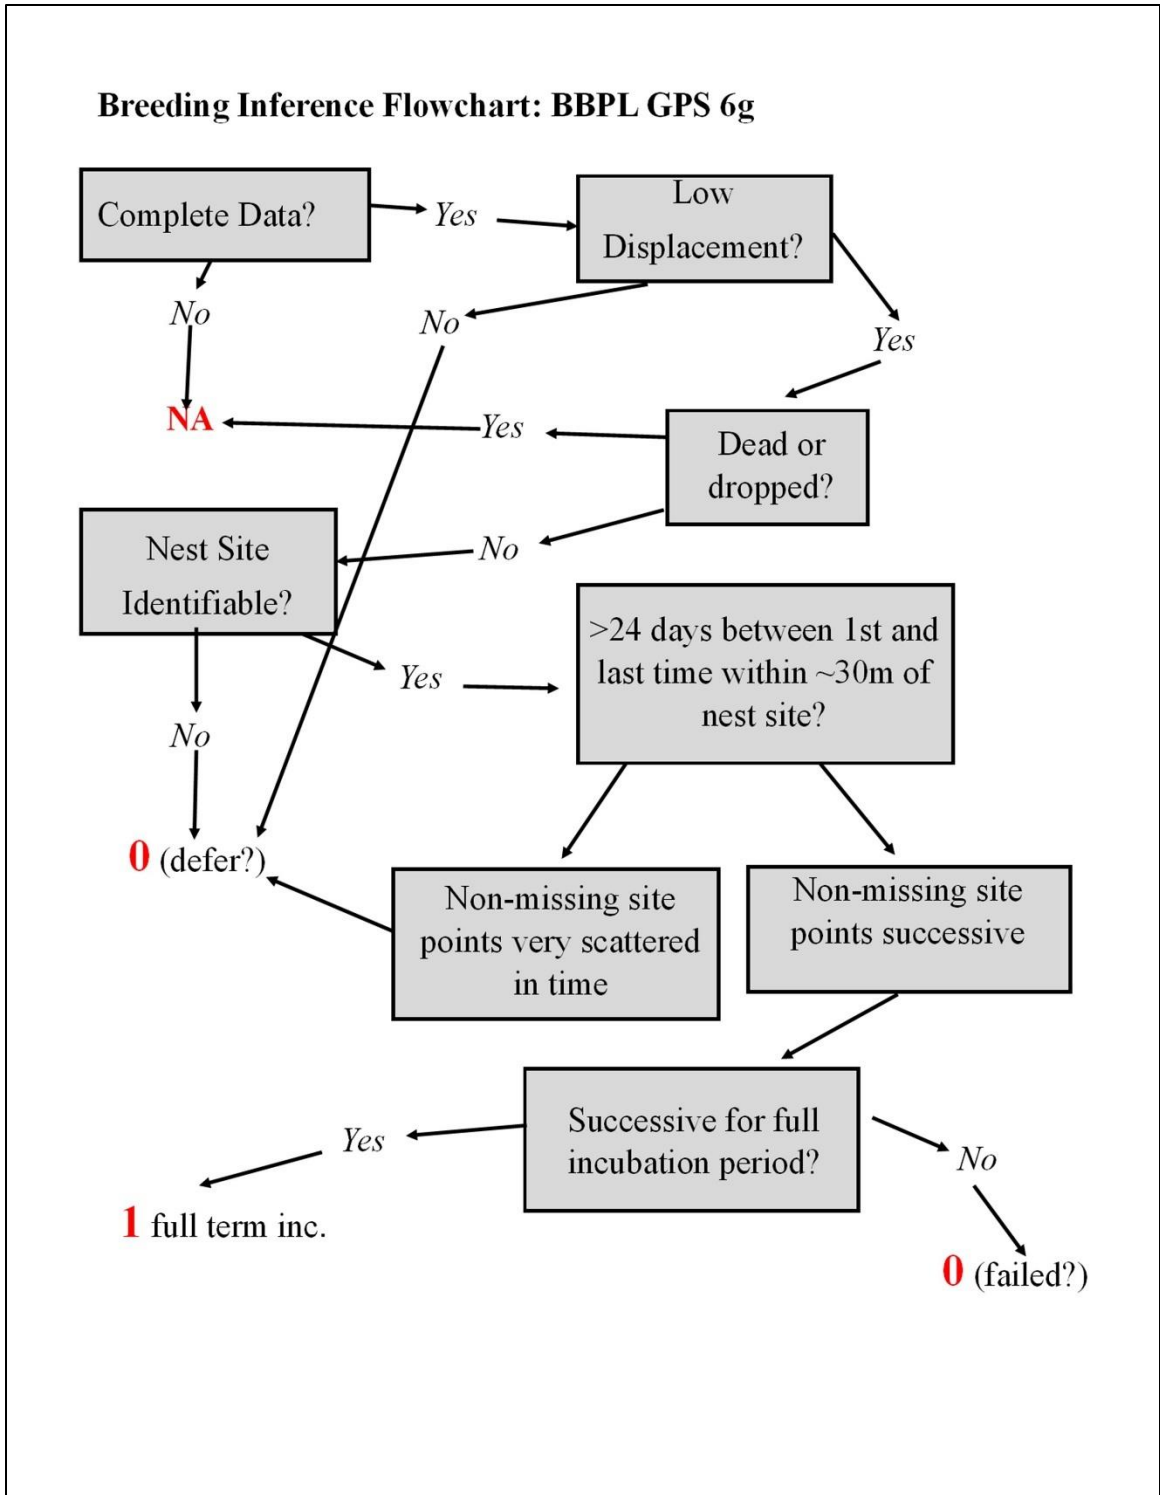 Breeding Inference Flowchart: BBPL GPS 6g
Complete Data?
Yes
Low
Displacement?
No
No
Yes
NA
Yes
Dead or
dropped?
No
Nest Site
Identifiable?
>24 days between 1st and
last time within ~30m of
nest site?
Yes
No
0 (defer?)
Non-missing site
points very scattered
in time
Non-missing site
points successive
Successive for full
incubation period?
Yes
No
1 full term inc.
0 (failed?)